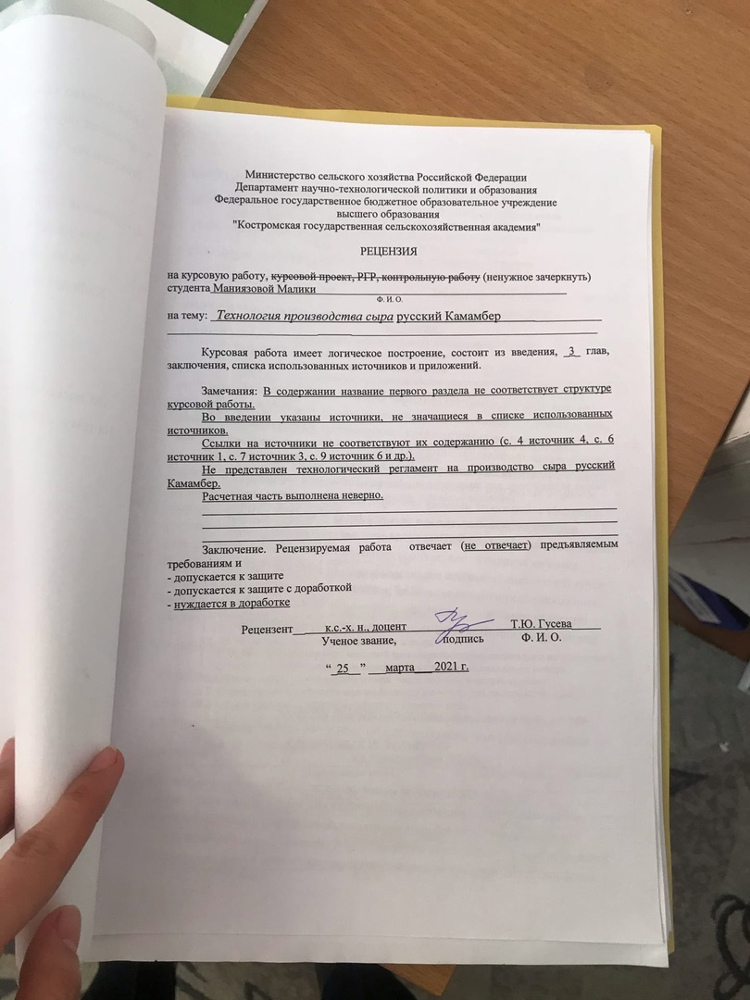 Министерство сельского хозяйства Российской Федерации
Департамент научно-технологической политики и образования
Федеральное государственное бюджетное образовательное учреждение
высшего образования
"Костромская государственная сельскохозяйственная академия"
РЕЦЕНЗИЯ
на курсовую работу, курсовой проект, РГР, контрольную работу (ненужное зачеркнуть)
студента Маниязовой Малики
Ф. И.О.
на тему: Технология производства сыра русский Камамбер
Курсовая работа имеет логическое построение, состоит из введения, 3 глав,
заключения, списка использованных источников и приложений.
Замечания: В содержании название первого раздела не соответствует структуре
курсовой работы.
Во введении указаны источники, не значащиеся в списке использованных
источников.
Ссылки на источники не соответствуют их содержанию (с. 4 источник 4, с. 6
источник 1, с. 7 источник 3, с. 9 источник 6 и др.).
Не представлен технологический регламент на производство сыра русский
Камамбер.
Расчетная часть выполнена неверно.
Заключение. Рецензируемая работа отвечает (не отвечает) предъявляемым
требованиям и
- допускается к защите
- допускается к защите с доработкой
- нуждается в доработке
Рецензент к.с.-х. н., доцент Т.Ю. Гусева
Ученое звание, подпись Ф. И. О.
“ 25 ” марта 2021 г.